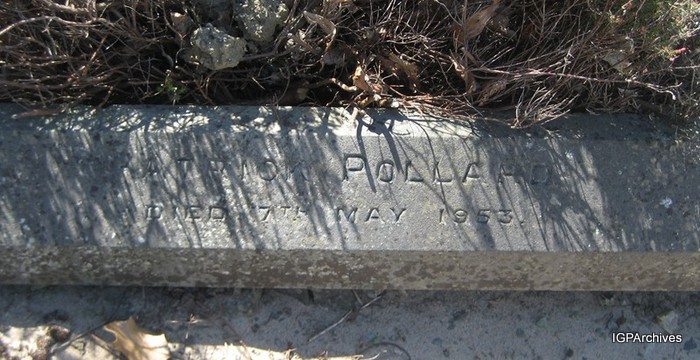 PATRICK POLLARD
DIED 7TH MAY 1953.
IGPArchives